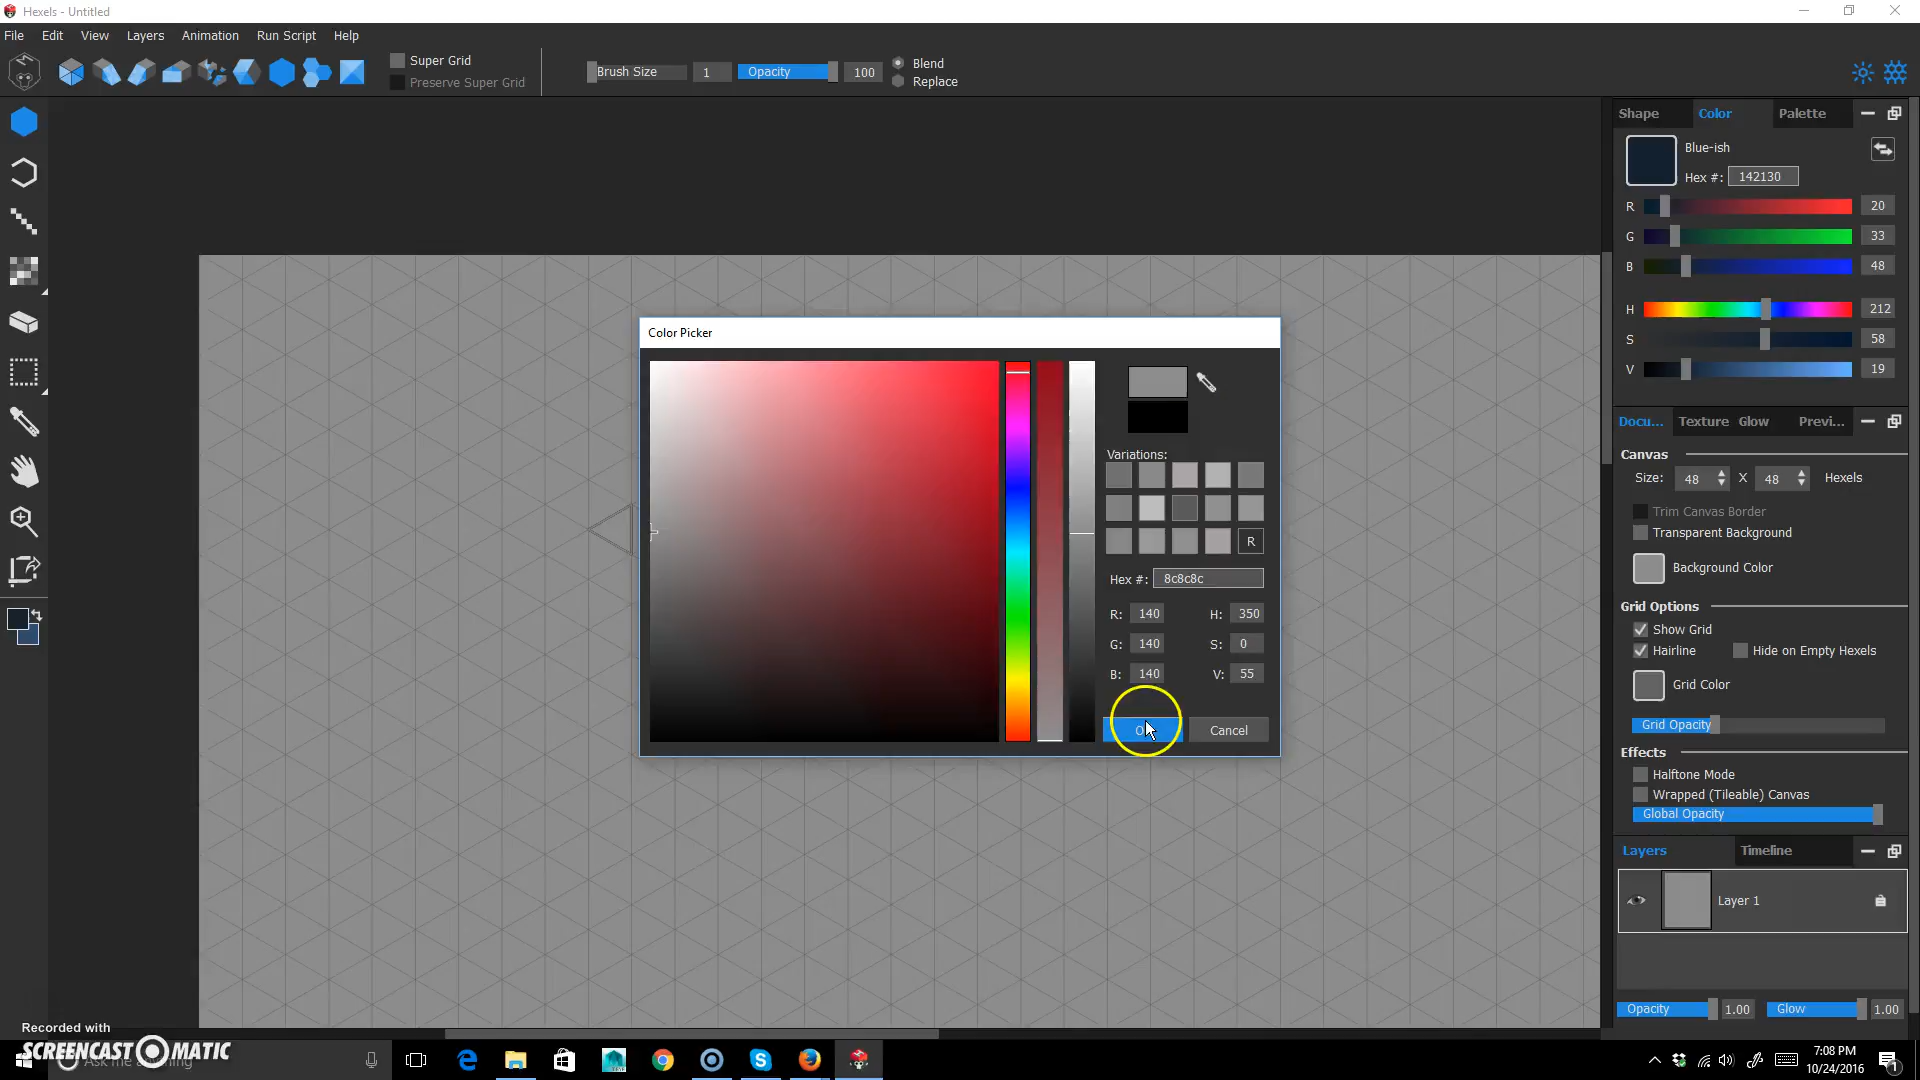 Hexels - Untitled
File Edit View Layers Animation Run Script Help
Super Grid
Preserve Super Grid
Brush Size 1 Opacity 100
Blend
Replace
Shape Color Palette
Blue-ish
Hex #: 142130
R 20
G 33
B 48
H 212
S 58
V 19
Docu... Texture Glow Previ...
Canvas
Size: 48 X 48 Hexels
Trim Canvas Border
Transparent Background
Background Color
Grid Options
Show Grid
Hairline Hide on Empty Hexels
Grid Color
Grid Opacity
Effects
Halftone Mode
Wrapped (Tileable) Canvas
Global Opacity
Layers Timeline
Layer 1
Opacity 1.00 Glow 1.00
Color Picker
Variations:
R
Hex #: 8c8c8c
R: 140 H: 350
G: 140 S: 0
B: 140 V: 55
Cancel
Recorded with
SCREENCAST MATIC
Ask me
7:08 PM
10/24/2016
1